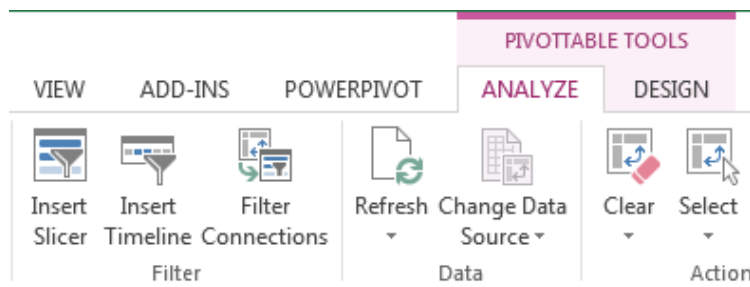 PIVOTTABLE TOOLS
VIEW ADD-INS POWERPIVOT ANALYZE DESIGN
Insert Slicer
Insert Timeline
Filter Connections
Refresh
Change Data Source
Clear
Select
Filter
Data
Action